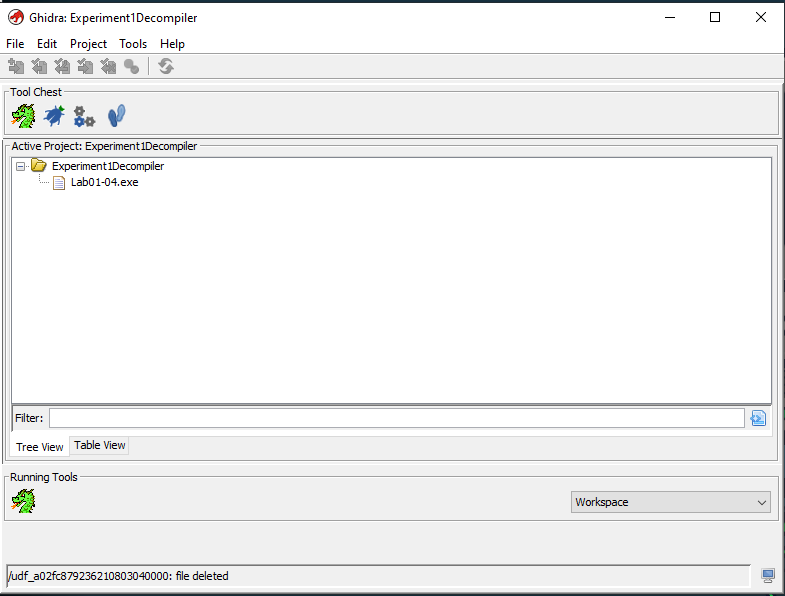 Ghidra: Experiment1Decompiler
File Edit Project Tools Help
Tool Chest
Active Project: Experiment1Decompiler
Experiment1Decompiler
Lab01-04.exe
Filter:
Tree View Table View
Running Tools
Workspace
/udf_a02fc879236210803040000: file deleted